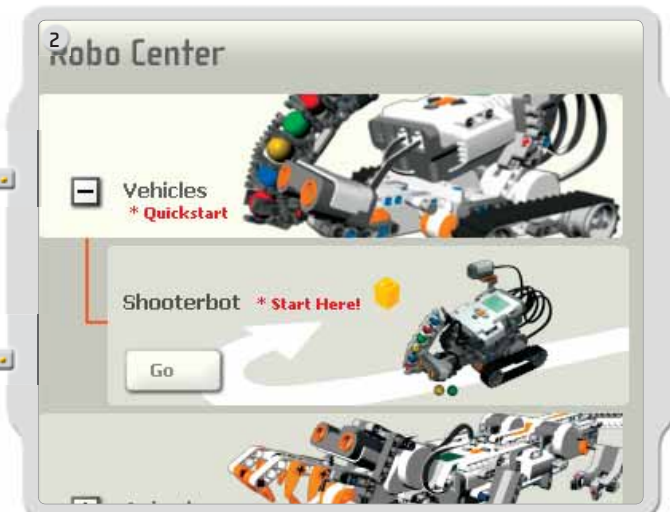 2
Robo Center
Vehicles
* Quickstart
Shooterbot * Start Here!
Go